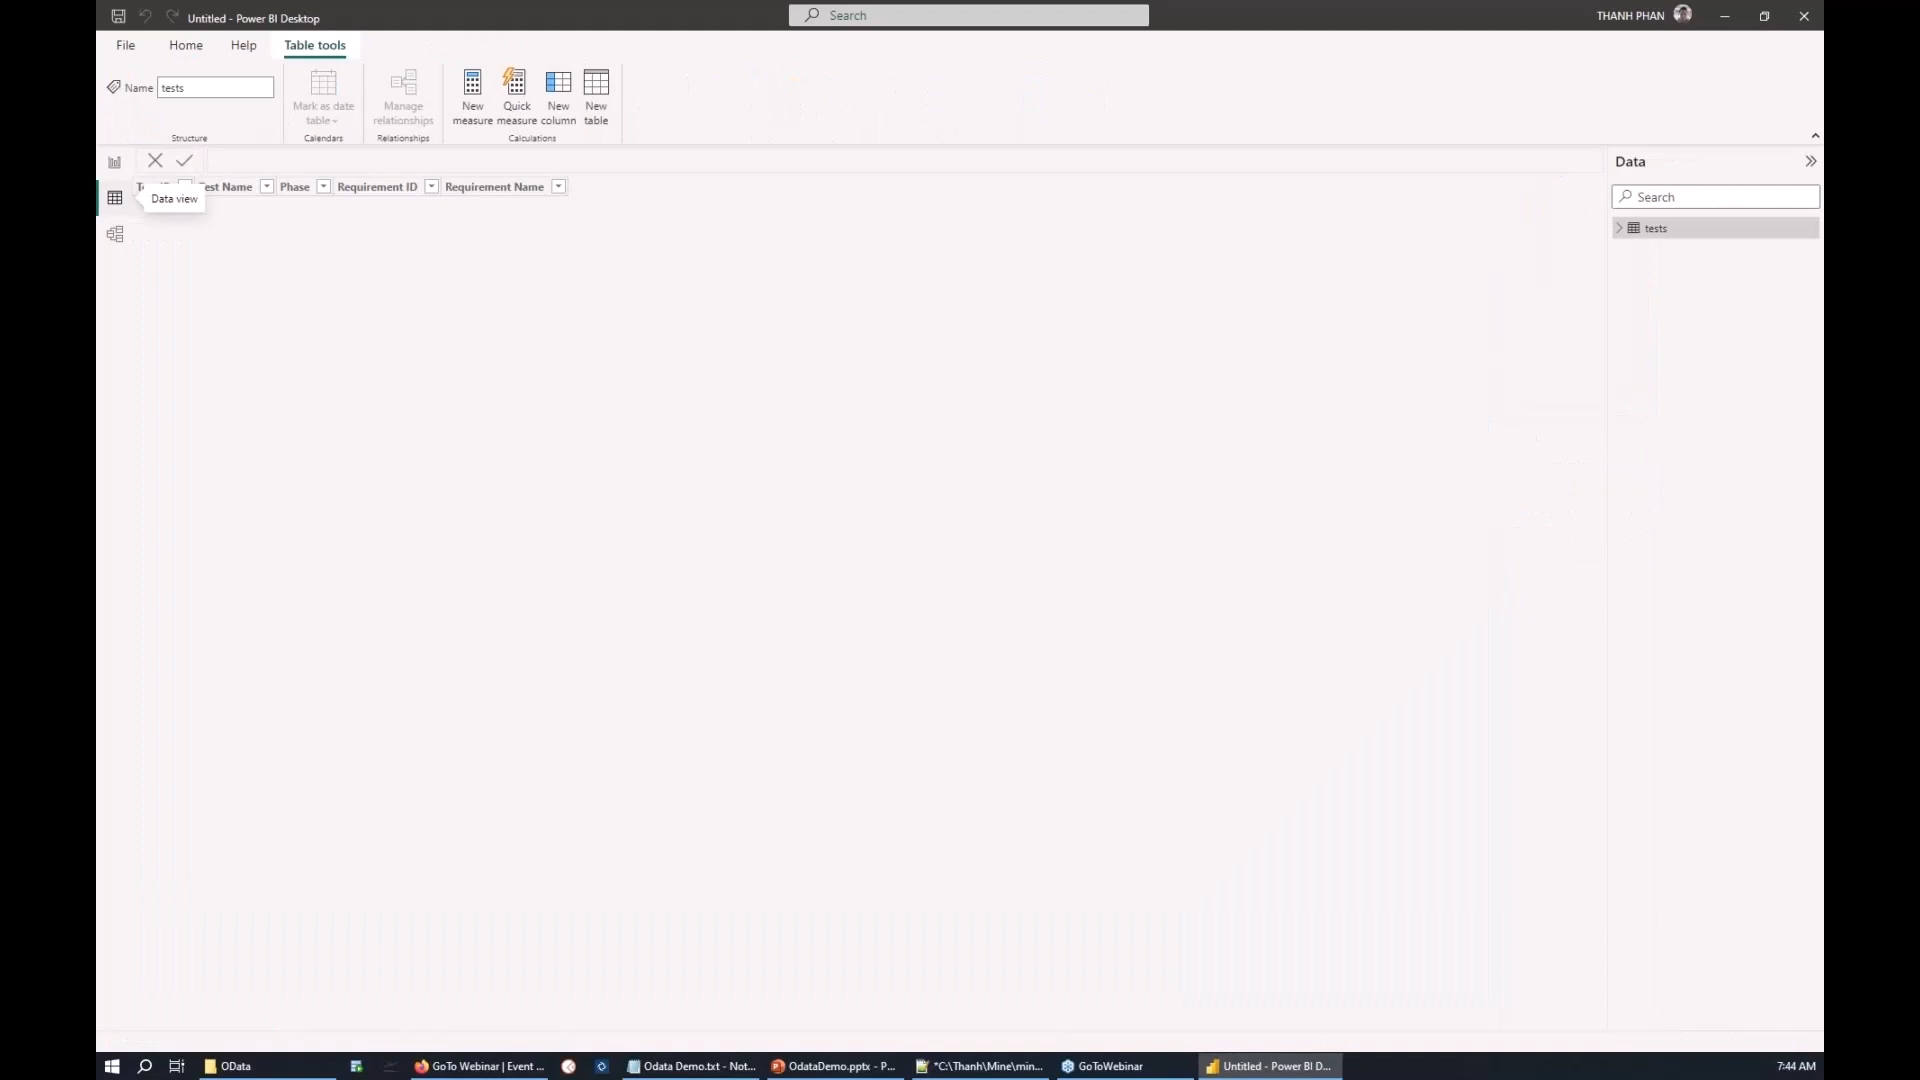 Untitled - Power BI Desktop
Search
THANH PHAN
File
Home
Help
Table tools
Name
tests
Mark as date
table
Manage
relationships
New
measure
Quick
measure
New
column
New
table
Structure
Calendars
Relationships
Calculations
Data
Name
Phase
Requirement ID
Requirement Name
Data view
Search
tests
OData
GoTo Webinar | Event ...
Odata Demo.txt - Not...
OdataDemo.pptx - P...
*C:\Thanh\Mine\min...
GoToWebinar
Untitled - Power BI D...
7:44 AM